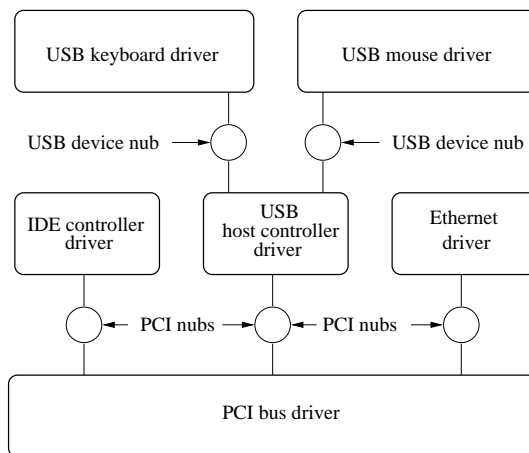 USB keyboard driver
USB mouse driver
USB device nub
USB device nub
IDE controller
driver
USB
host controller
driver
Ethernet
driver
PCI nubs
PCI nubs
PCI bus driver